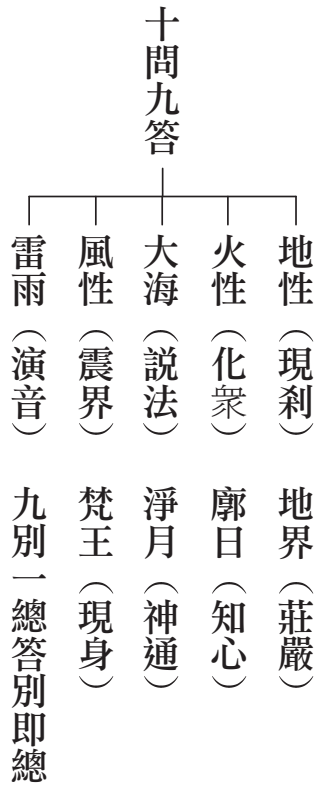 十問九答
地性（現刹）　地界（莊嚴）
火性（化衆）　廓日（知心）
大海（説法）　淨月（神通）
風性（震界）　梵王（現身）
雷雨（演音）　九別一總答別即總